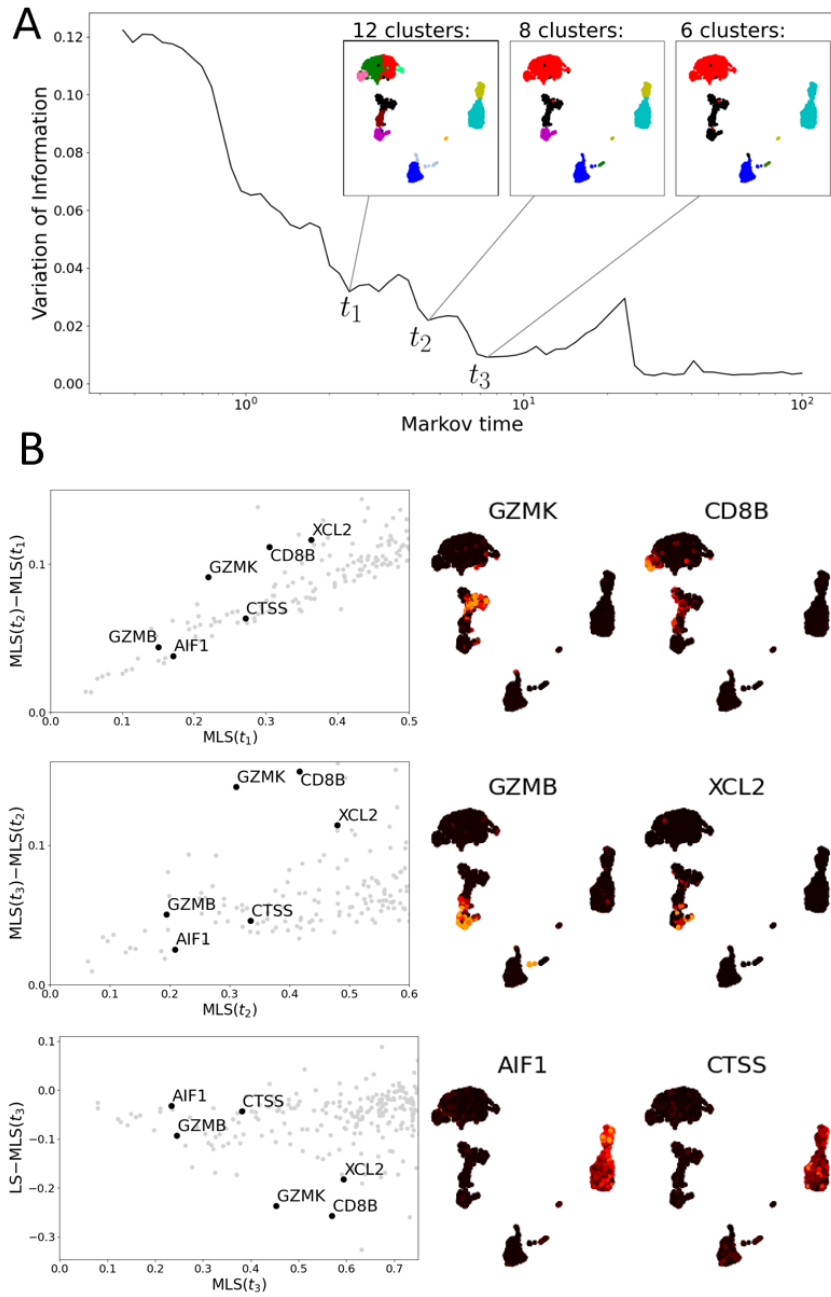 A
12 clusters:
8 clusters:
6 clusters:
Variation of Information
0.12
0.10
0.08
0.06
0.04
0.02
0.00
t₁
t₂
t₃
10⁰
10¹
10²
Markov time
B
MLS(t₂)−MLS(t₁)
0.1
0.0
XCL2
CD8B
GZMK
CTSS
GZMB
AIF1
0.0 0.1 0.2 0.3 0.4 0.5
MLS(t₁)
GZMK
CD8B
MLS(t₃)−MLS(t₂)
0.1
0.0
GZMK
CD8B
XCL2
GZMB
CTSS
AIF1
0.0 0.1 0.2 0.3 0.4 0.5 0.6
MLS(t₂)
GZMB
XCL2
LS−MLS(t₃)
0.1
0.0
−0.1
−0.2
−0.3
AIF1
CTSS
GZMB
XCL2
GZMK
CD8B
0.0 0.1 0.2 0.3 0.4 0.5 0.6 0.7
MLS(t₃)
AIF1
CTSS